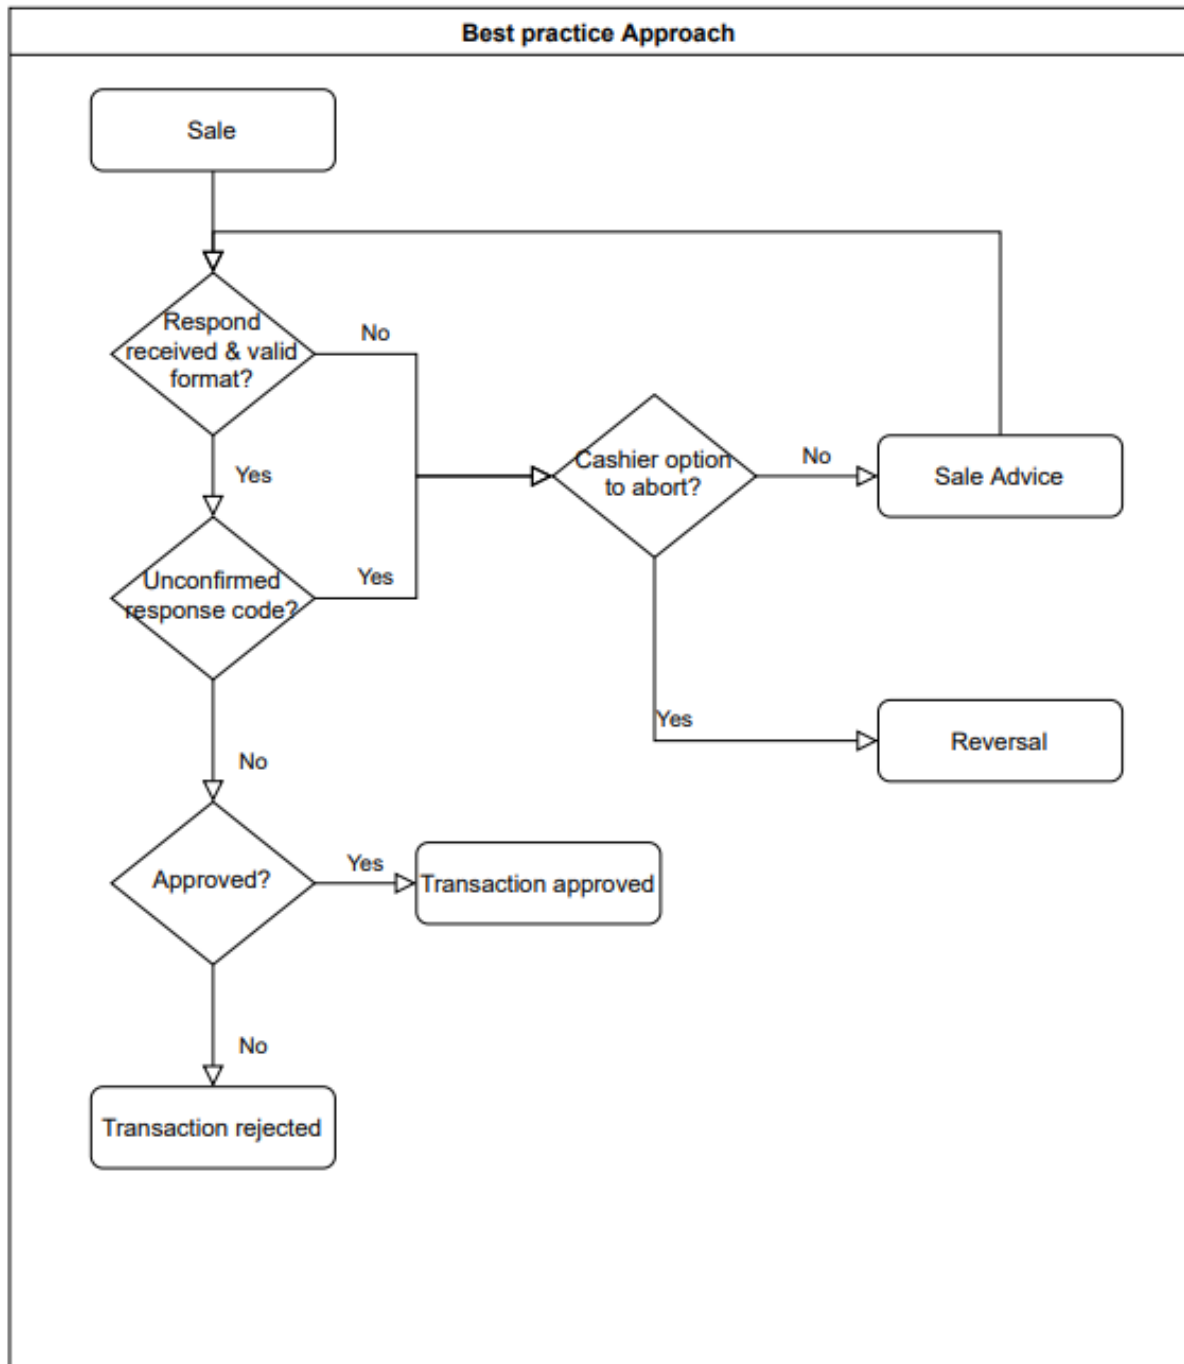 Best practice Approach
Sale
Respond
received & valid
format?
No
Yes
Cashier option
to abort?
No
Sale Advice
Unconfirmed
response code?
Yes
No
Yes
Reversal
Approved?
Yes
Transaction approved
No
Transaction rejected